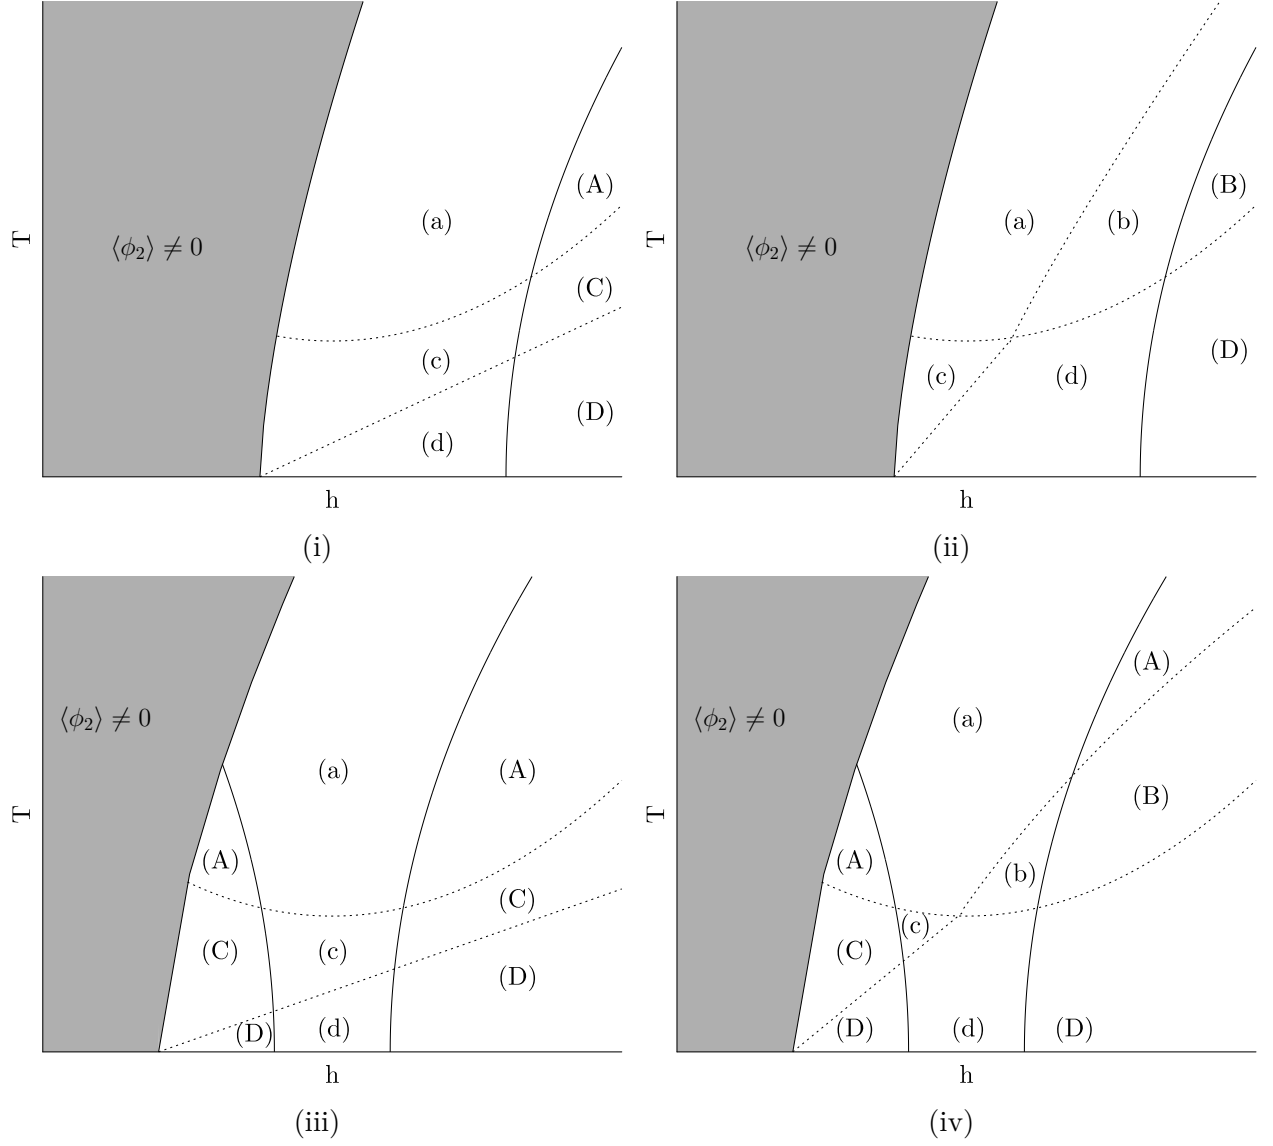 (A)
(a)
T
⟨ϕ₂⟩ ≠ 0
(C)
(c)
(D)
(d)
h
(i)
(B)
(a)
(b)
T
⟨ϕ₂⟩ ≠ 0
(D)
(c)
(d)
h
(ii)
⟨ϕ₂⟩ ≠ 0
(a)
(A)
T
(A)
(C)
(C)
(c)
(D)
(D)
(d)
h
(iii)
(A)
⟨ϕ₂⟩ ≠ 0
(a)
T
(B)
(A)
(b)
(c)
(C)
(D)
(d)
(D)
h
(iv)